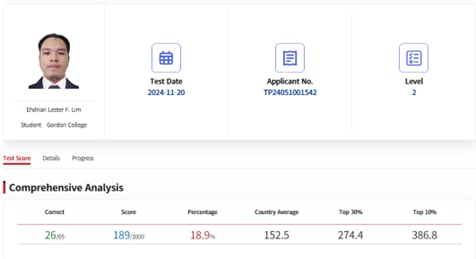 Ehdrian Lester F. Lim
Student Gordon College
Test Date
2024-11-20
Applicant No.
TP24051001542
Level
2
Test Score Details Progress
Comprehensive Analysis
Correct Score Percentage Country Average Top 30% Top 10%
26/65 189/1000 18.9% 152.5 274.4 386.8